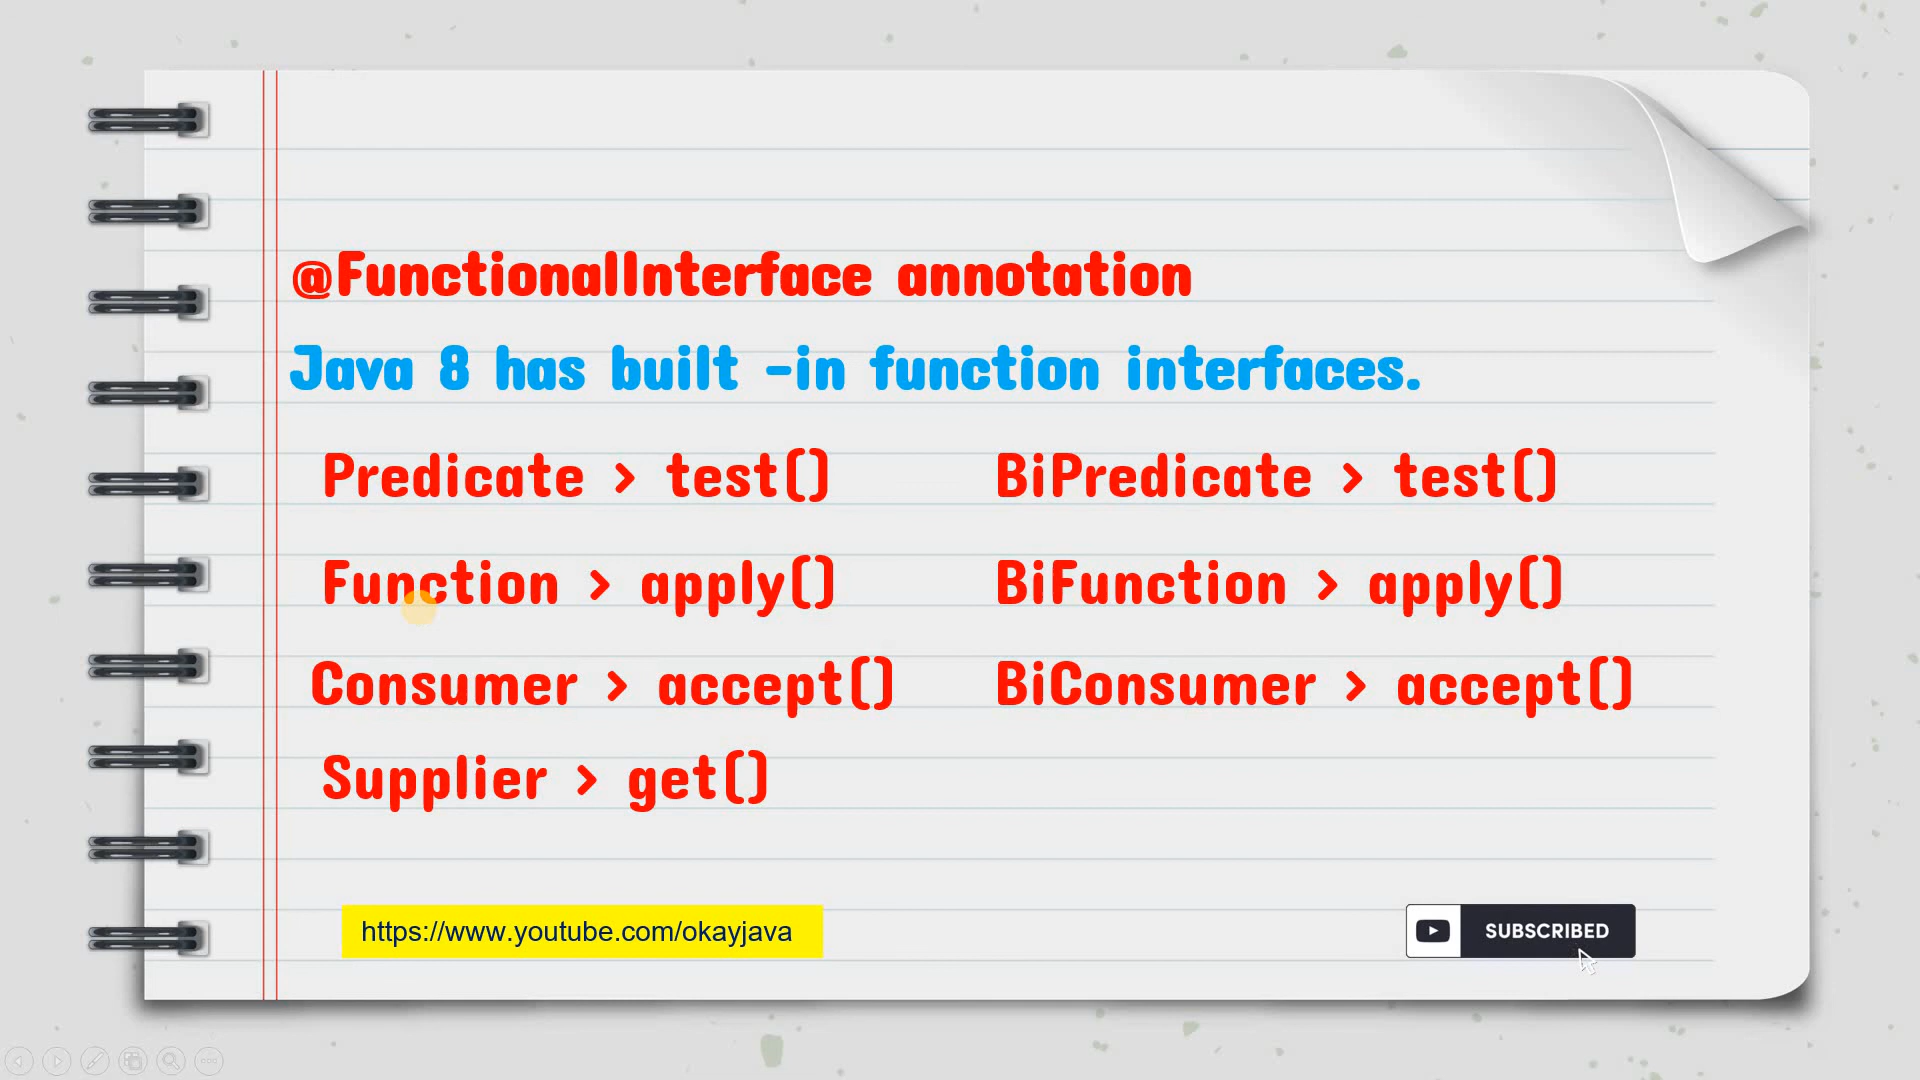 @FunctionalInterface annotation
Java 8 has built -in function interfaces.
Predicate > test() BiPredicate > test()
Function > apply() BiFunction > apply()
Consumer > accept() BiConsumer > accept()
Supplier > get()
https://www.youtube.com/okayjava
SUBSCRIBED